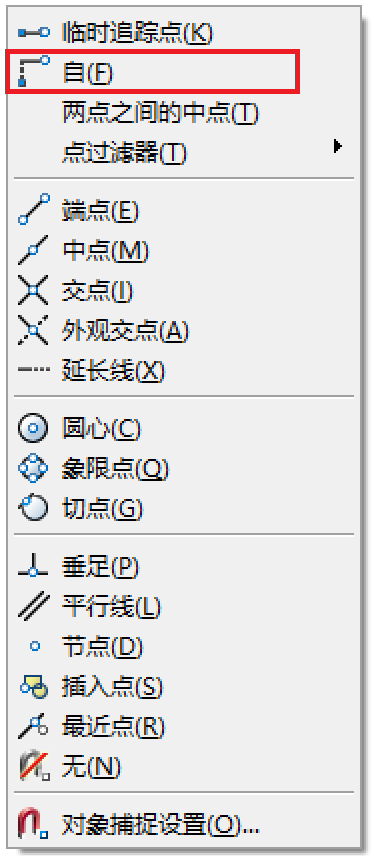 临时追踪点(K)
自(F)
两点之间的中点(T)
点过滤器(T)
端点(E)
中点(M)
交点(I)
外观交点(A)
延长线(X)
圆心(C)
象限点(Q)
切点(G)
垂足(P)
平行线(L)
节点(D)
插入点(S)
最近点(R)
无(N)
对象捕捉设置(O)...